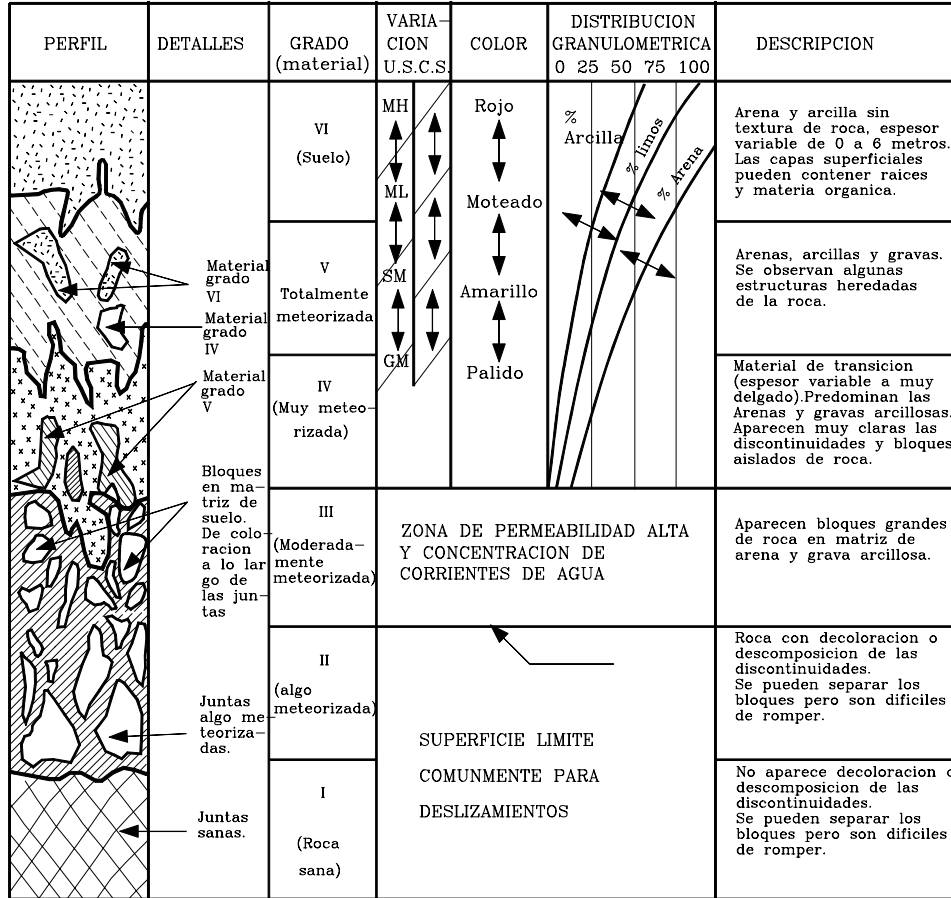 PERFIL
DETALLES
GRADO
(material)
VARIA-
CION
U.S.C.S.
COLOR
DISTRIBUCION
GRANULOMETRICA
0 25 50 75 100
DESCRIPCION
VI
(Suelo)
MH
ML
SM
GM
Rojo
Moteado
Amarillo
Palido
%
Arcilla
% limos
% Arena
Arena y arcilla sin
textura de roca, espesor
variable de 0 a 6 metros.
Las capas superficiales
pueden contener raices
y materia organica.
Material
grado
VI
Material
grado
IV
V
Totalmente
meteorizada
Arenas, arcillas y gravas.
Se observan algunas
estructuras heredadas
de la roca.
Material
grado
V
IV
(Muy meteo-
rizada)
Material de transicion
(espesor variable a muy
delgado).Predominan las
Arenas y gravas arcillosas.
Aparecen muy claras las
discontinuidades y bloques
aislados de roca.
Bloques
en ma-
triz de
suelo.
De colo-
racion
a lo lar
go de
las jun-
tas
III
(Moderada-
mente
meteorizada)
ZONA DE PERMEABILIDAD ALTA
Y CONCENTRACION DE
CORRIENTES DE AGUA
Aparecen bloques grandes
de roca en matriz de
arena y grava arcillosa.
Juntas
algo me-
teoriza-
das.
II
(algo
meteorizada)
SUPERFICIE LIMITE
COMUNMENTE PARA
DESLIZAMIENTOS
Roca con decoloracion o
descomposicion de las
discontinuidades.
Se pueden separar los
bloques pero son dificiles
de romper.
Juntas
sanas.
I
(Roca
sana)
No aparece decoloracion o
descomposicion de las
discontinuidades.
Se pueden separar los
bloques pero son dificiles
de romper.